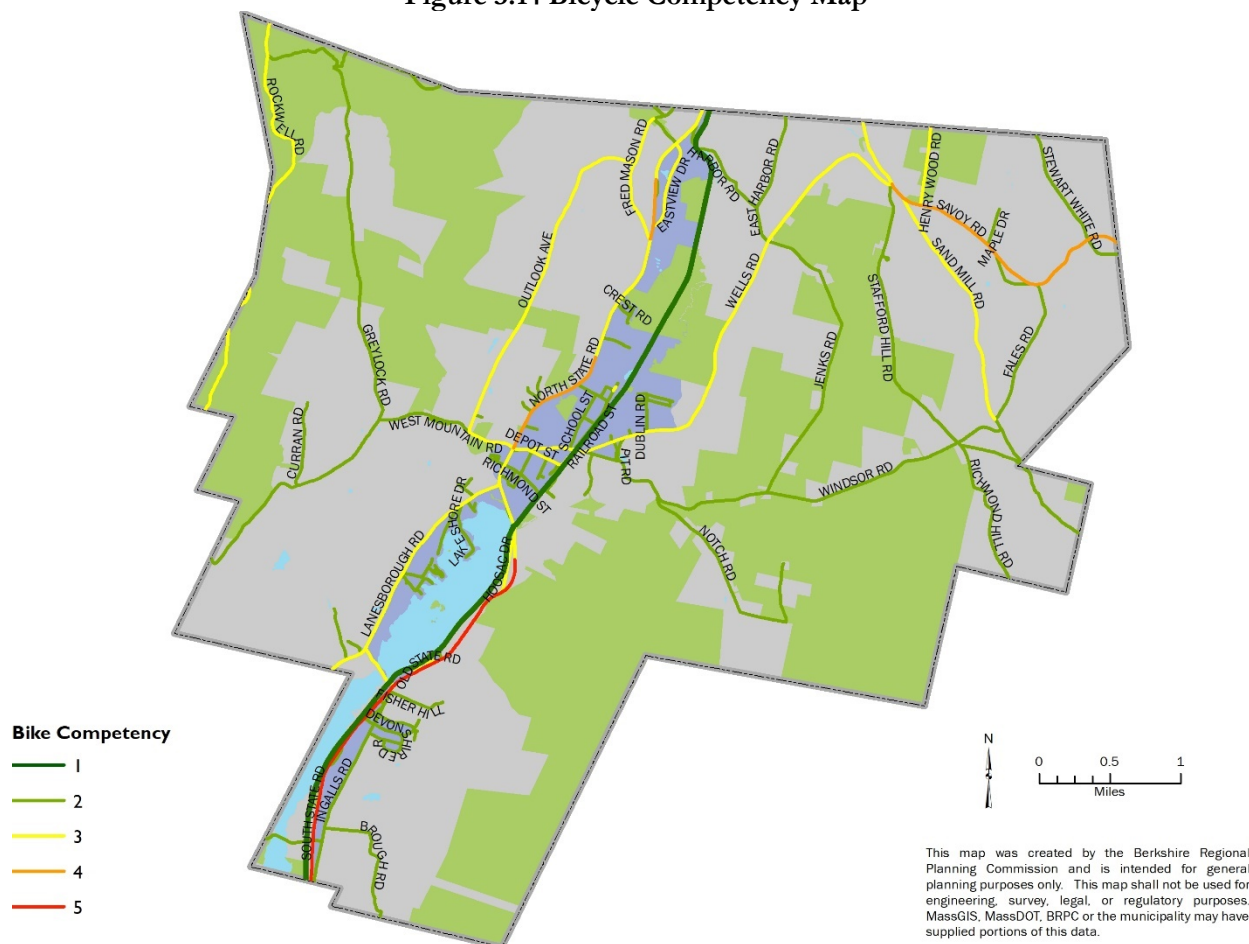 Figure 3.14 Bicycle Competency Map
ROCKWELL RD
FRED MASON RD
HARBOR RD
EASTVIEW DR
EAST HARBOR RD
HENRY WOOD RD
STEWART WHITE RD
SAVOY RD
MAPLE DR
OUTLOOK AVE
WELLS RD
SAND MILL RD
CREST RD
STAFFORD HILL RD
GREYLOCK RD
NORTH STATE RD
JENKS RD
FALES RD
CURRAN RD
WEST MOUNTAIN RD
DEPOT ST
SCHOOL ST
RAILROAD ST
DUBLIN RD
RICHMOND ST
PIT RD
WINDSOR RD
RICHMOND HILL RD
LAKE SHORE DR
NOTCH RD
LANESBOROUGH RD
HOOSAC DR
OLD STATE RD
FISHER HILL
DEVONSHIRE DR
SOUTH STATE RD
INGALLS RD
BROUGH RD
Bike Competency
1
2
3
4
5
N
0 0.5 1
Miles
This map was created by the Berkshire Regional
Planning Commission and is intended for general
planning purposes only. This map shall not be used for
engineering, survey, legal, or regulatory purposes.
MassGIS, MassDOT, BRPC or the municipality may have
supplied portions of this data.